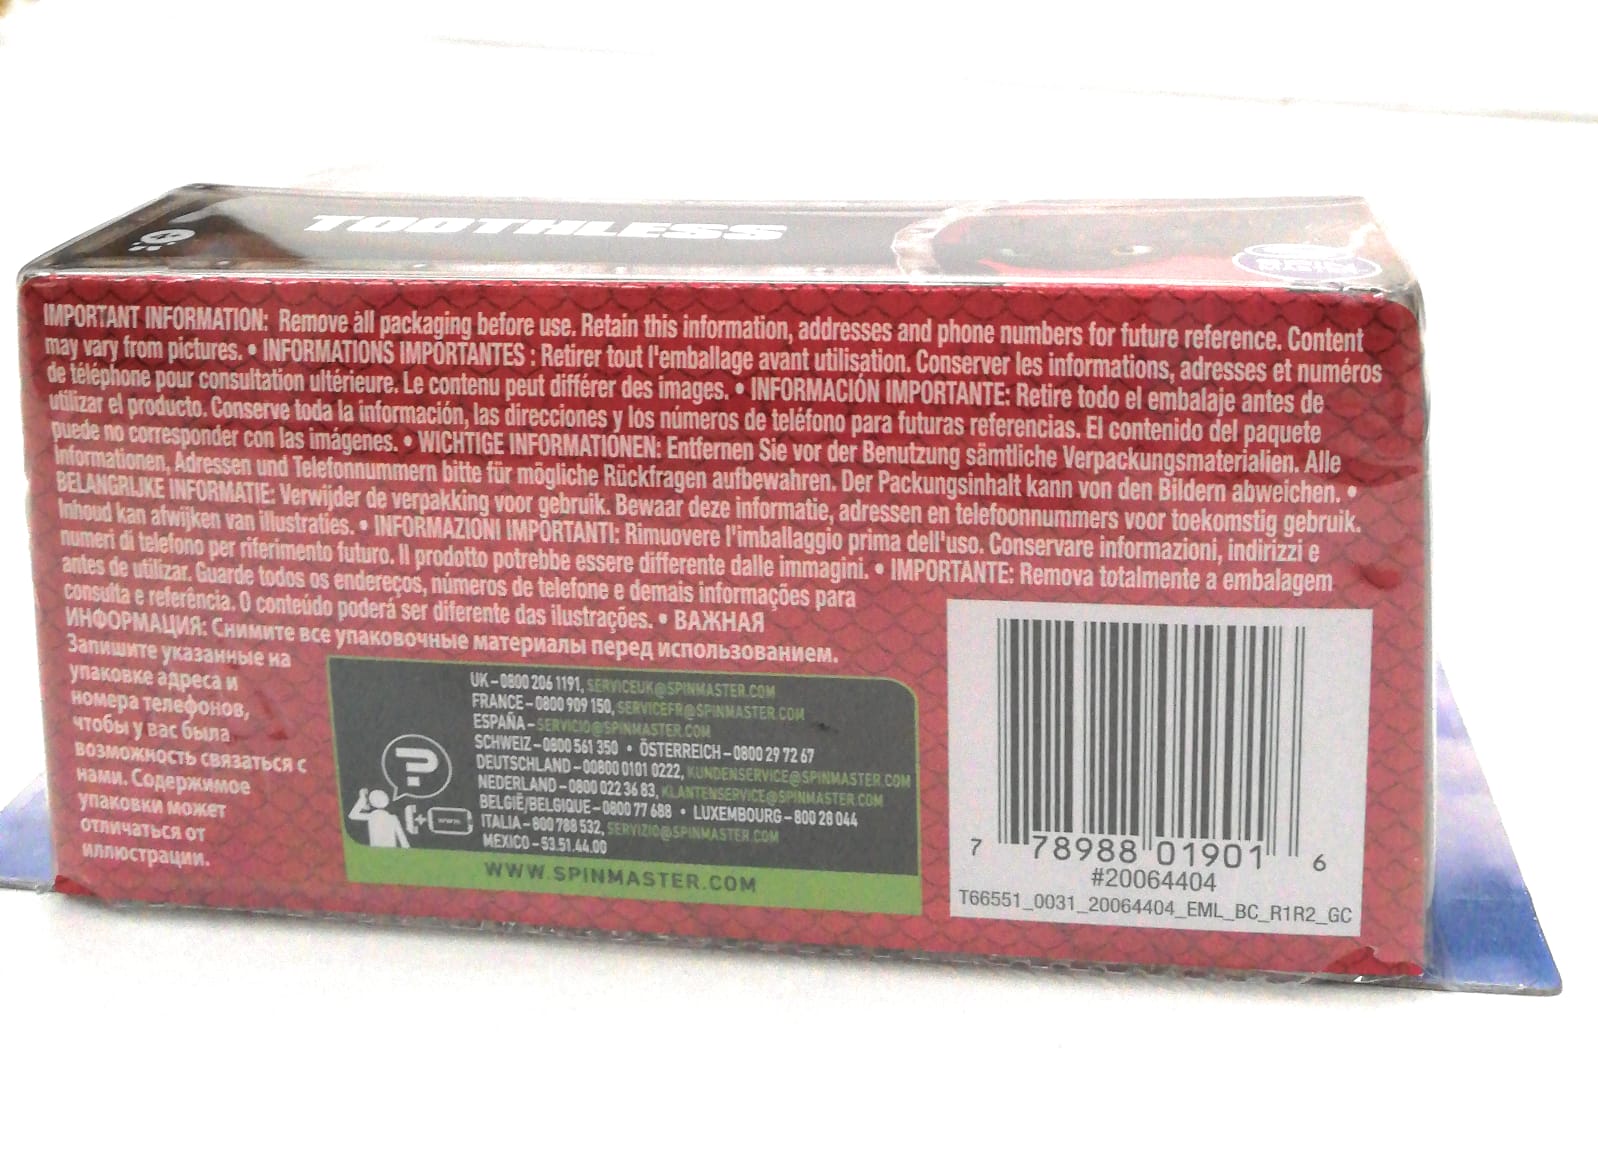 TOOTHLESS
IMPORTANT INFORMATION: Remove all packaging before use. Retain this information, addresses and phone numbers for future reference. Content
may vary from pictures. • INFORMATIONS IMPORTANTES : Retirer tout l'emballage avant utilisation. Conserver les informations, adresses et numéros
de téléphone pour consultation ultérieure. Le contenu peut différer des images. • INFORMACIÓN IMPORTANTE: Retire todo el embalaje antes de
utilizar el producto. Conserve toda la información, las direcciones y los números de teléfono para futuras referencias. El contenido del paquete
puede no corresponder con las imágenes. • WICHTIGE INFORMATIONEN: Entfernen Sie vor der Benutzung sämtliche Verpackungsmaterialien. Alle
Informationen, Adressen und Telefonnummern bitte für mögliche Rückfragen aufbewahren. Der Packungsinhalt kann von den Bildern abweichen. •
BELANGRIJKE INFORMATIE: Verwijder de verpakking voor gebruik. Bewaar deze informatie, adressen en telefoonnummers voor toekomstig gebruik.
Inhoud kan afwijken van illustraties. • INFORMAZIONI IMPORTANTI: Rimuovere l'imballaggio prima dell'uso. Conservare informazioni, indirizzi e
numeri di telefono per riferimento futuro. Il prodotto potrebbe essere differente dalle immagini. • IMPORTANTE: Remova totalmente a embalagem
antes de utilizar. Guarde todos os endereços, números de telefone e demais informações para
consulta e referência. O conteúdo poderá ser diferente das ilustrações. • ВАЖНАЯ
ИНФОРМАЦИЯ: Снимите все упаковочные материалы перед использованием.
Запишите указанные на
упаковке адреса и
номера телефонов,
чтобы у вас была
возможность связаться с
нами. Содержимое
упаковки может
отличаться от
иллюстрации.
UK – 0800 206 1191, SERVICEUK@SPINMASTER.COM
FRANCE – 0800 909 150, SERVICEFR@SPINMASTER.COM
ESPAÑA – SERVICIO@SPINMASTER.COM
SCHWEIZ – 0800 561 350 • ÖSTERREICH – 0800 29 72 67
DEUTSCHLAND – 00800 0101 0222, KUNDENSERVICE@SPINMASTER.COM
NEDERLAND – 0800 022 36 83, KLANTENSERVICE@SPINMASTER.COM
BELGIË/BELGIQUE – 0800 77 688 • LUXEMBOURG – 800 28 044
ITALIA – 800 788 532, SERVIZIO@SPINMASTER.COM
MEXICO – 53.51.44.00
?
WWW.SPINMASTER.COM
7 78988 01901 6
#20064404
T66551_0031_20064404_EML_BC_R1R2_GC